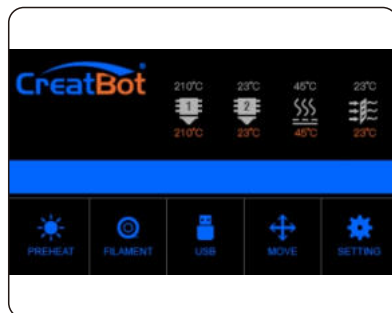 CreatBot®
210℃ 23℃ 45℃ 23℃
1 2
210℃ 23℃ 45℃ 23℃
PREHEAT FILAMENT USB MOVE SETTING